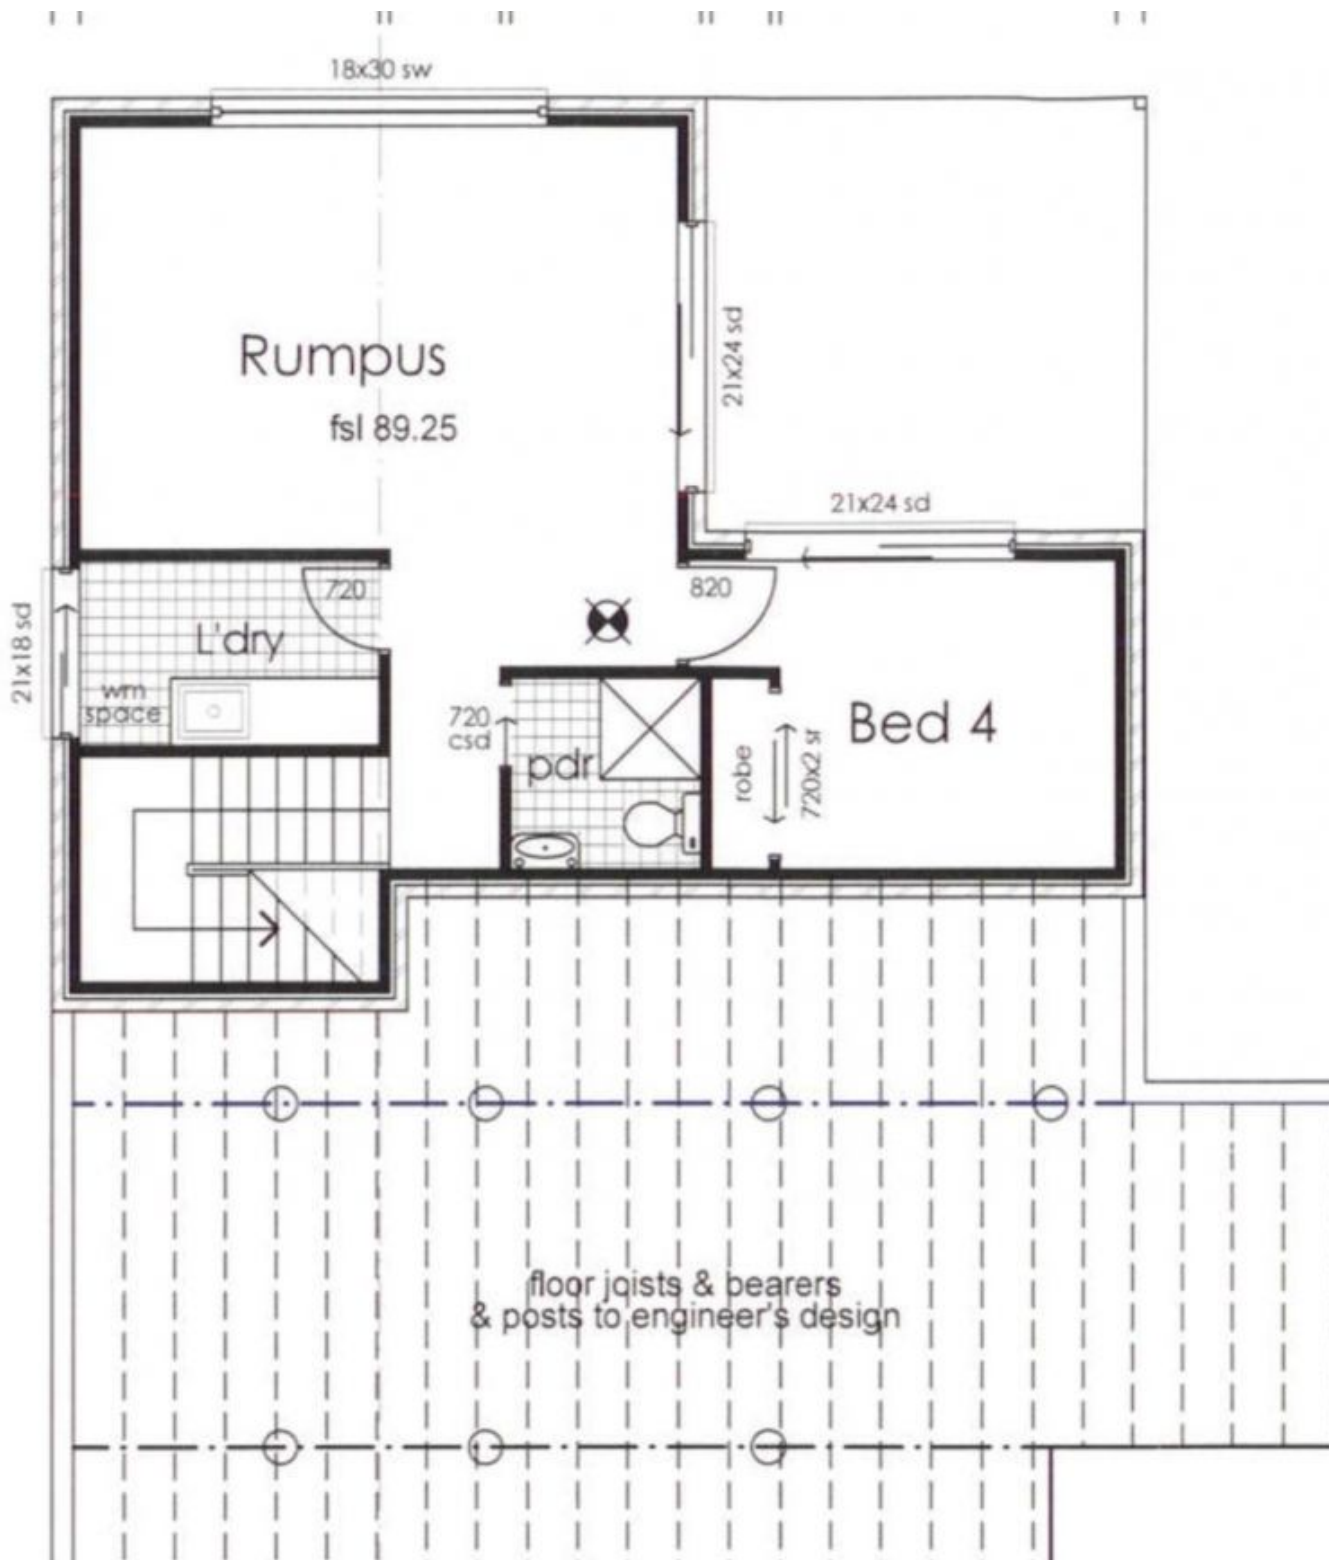 18x30 sw
Rumpus
fsl 89.25
21x24 sd
21x24 sd
720
820
L'dry
21x18 sd
wm
space
720
csd
pdr
robe
720x2 sr
Bed 4
floor joists & bearers
& posts to engineer's design